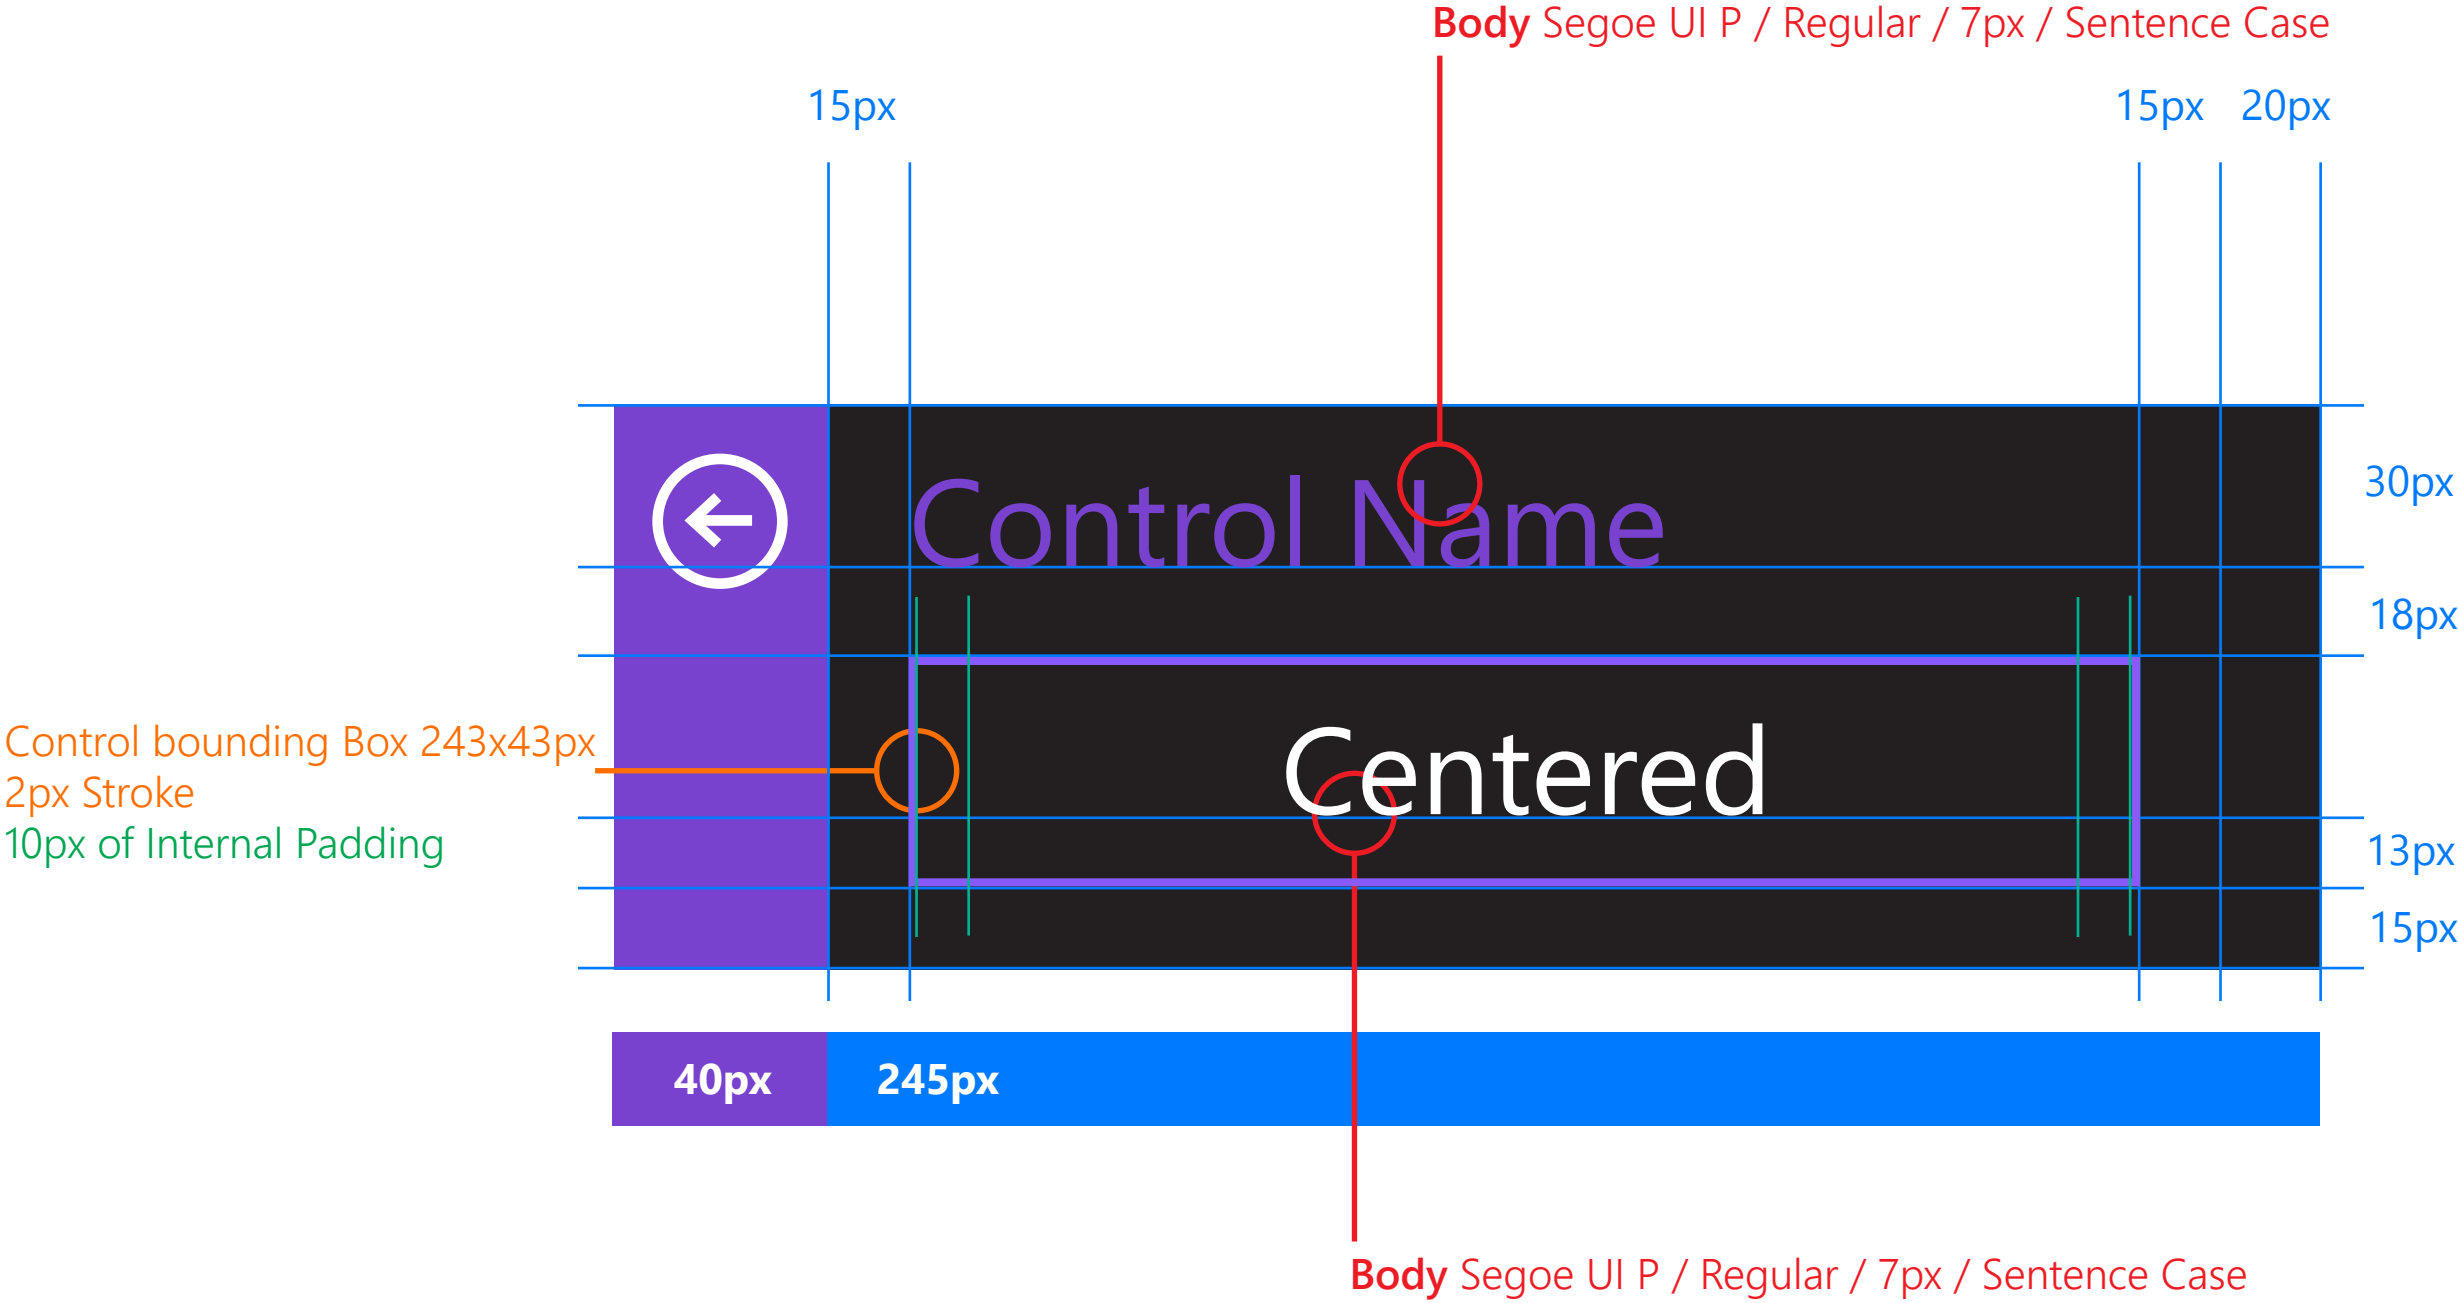 Body Segoe UI P / Regular / 7px / Sentence Case
15px
15px
20px
30px
Control Name
18px
Control bounding Box 243x43px
2px Stroke
10px of Internal Padding
Centered
13px
15px
40px
245px
Body Segoe UI P / Regular / 7px / Sentence Case